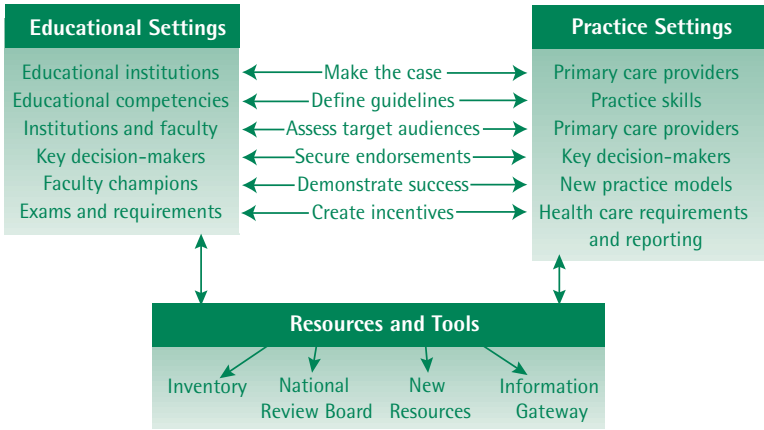 Educational Settings
Practice Settings
Educational institutions
Make the case
Primary care providers
Educational competencies
Define guidelines
Practice skills
Institutions and faculty
Assess target audiences
Primary care providers
Key decision-makers
Secure endorsements
Key decision-makers
Faculty champions
Demonstrate success
New practice models
Exams and requirements
Create incentives
Health care requirements
and reporting
Resources and Tools
Inventory
National
Review Board
New
Resources
Information
Gateway